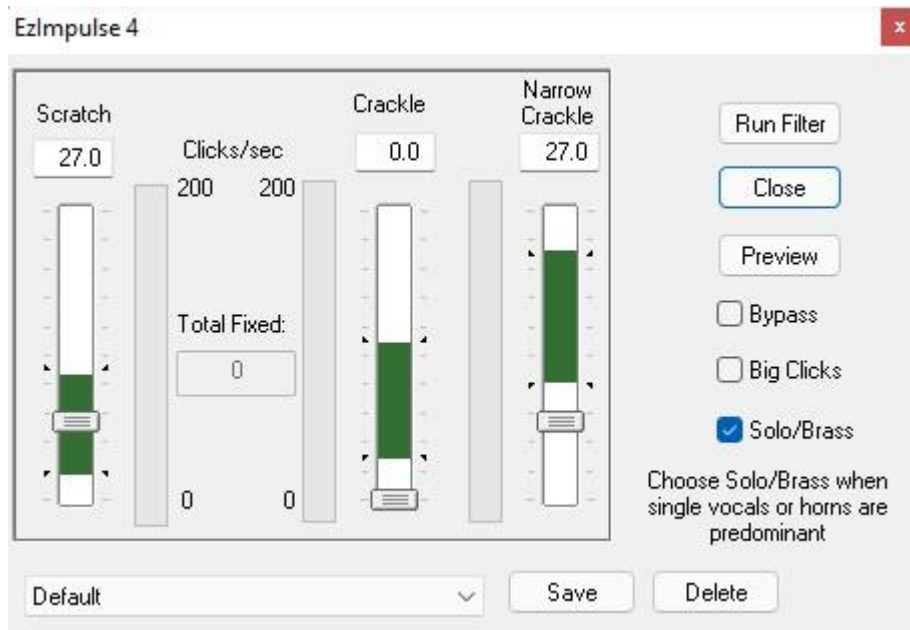 EzImpulse 4
x
Scratch
27.0
Clicks/sec
200 200
Total Fixed:
0
0 0
Crackle
0.0
Narrow
Crackle
27.0
Run Filter
Close
Preview
Bypass
Big Clicks
Solo/Brass
Choose Solo/Brass when
single vocals or horns are
predominant
Default
Save
Delete